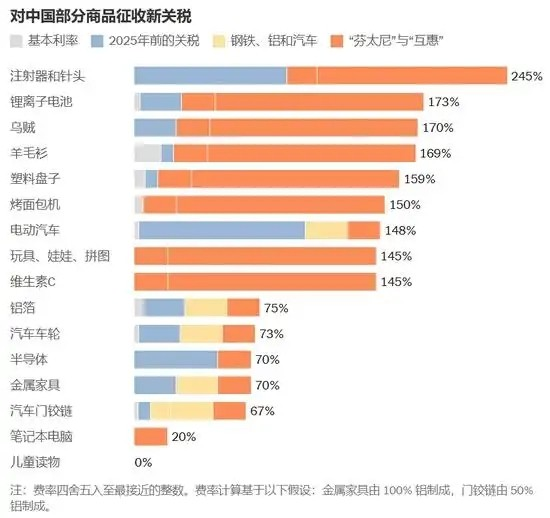 对中国部分商品征收新关税
基本利率 2025年前的关税 钢铁、铝和汽车 “芬太尼”与“互惠”
注射器和针头 245%
锂离子电池 173%
乌贼 170%
羊毛衫 169%
塑料盘子 159%
烤面包机 150%
电动汽车 148%
玩具、娃娃、拼图 145%
维生素C 145%
铝箔 75%
汽车车轮 73%
半导体 70%
金属家具 70%
汽车门铰链 67%
笔记本电脑 20%
儿童读物 0%
注：费率四舍五入至最接近的整数。费率计算基于以下假设：金属家具由 100% 铝制成，门铰链由 50%
铝制成。